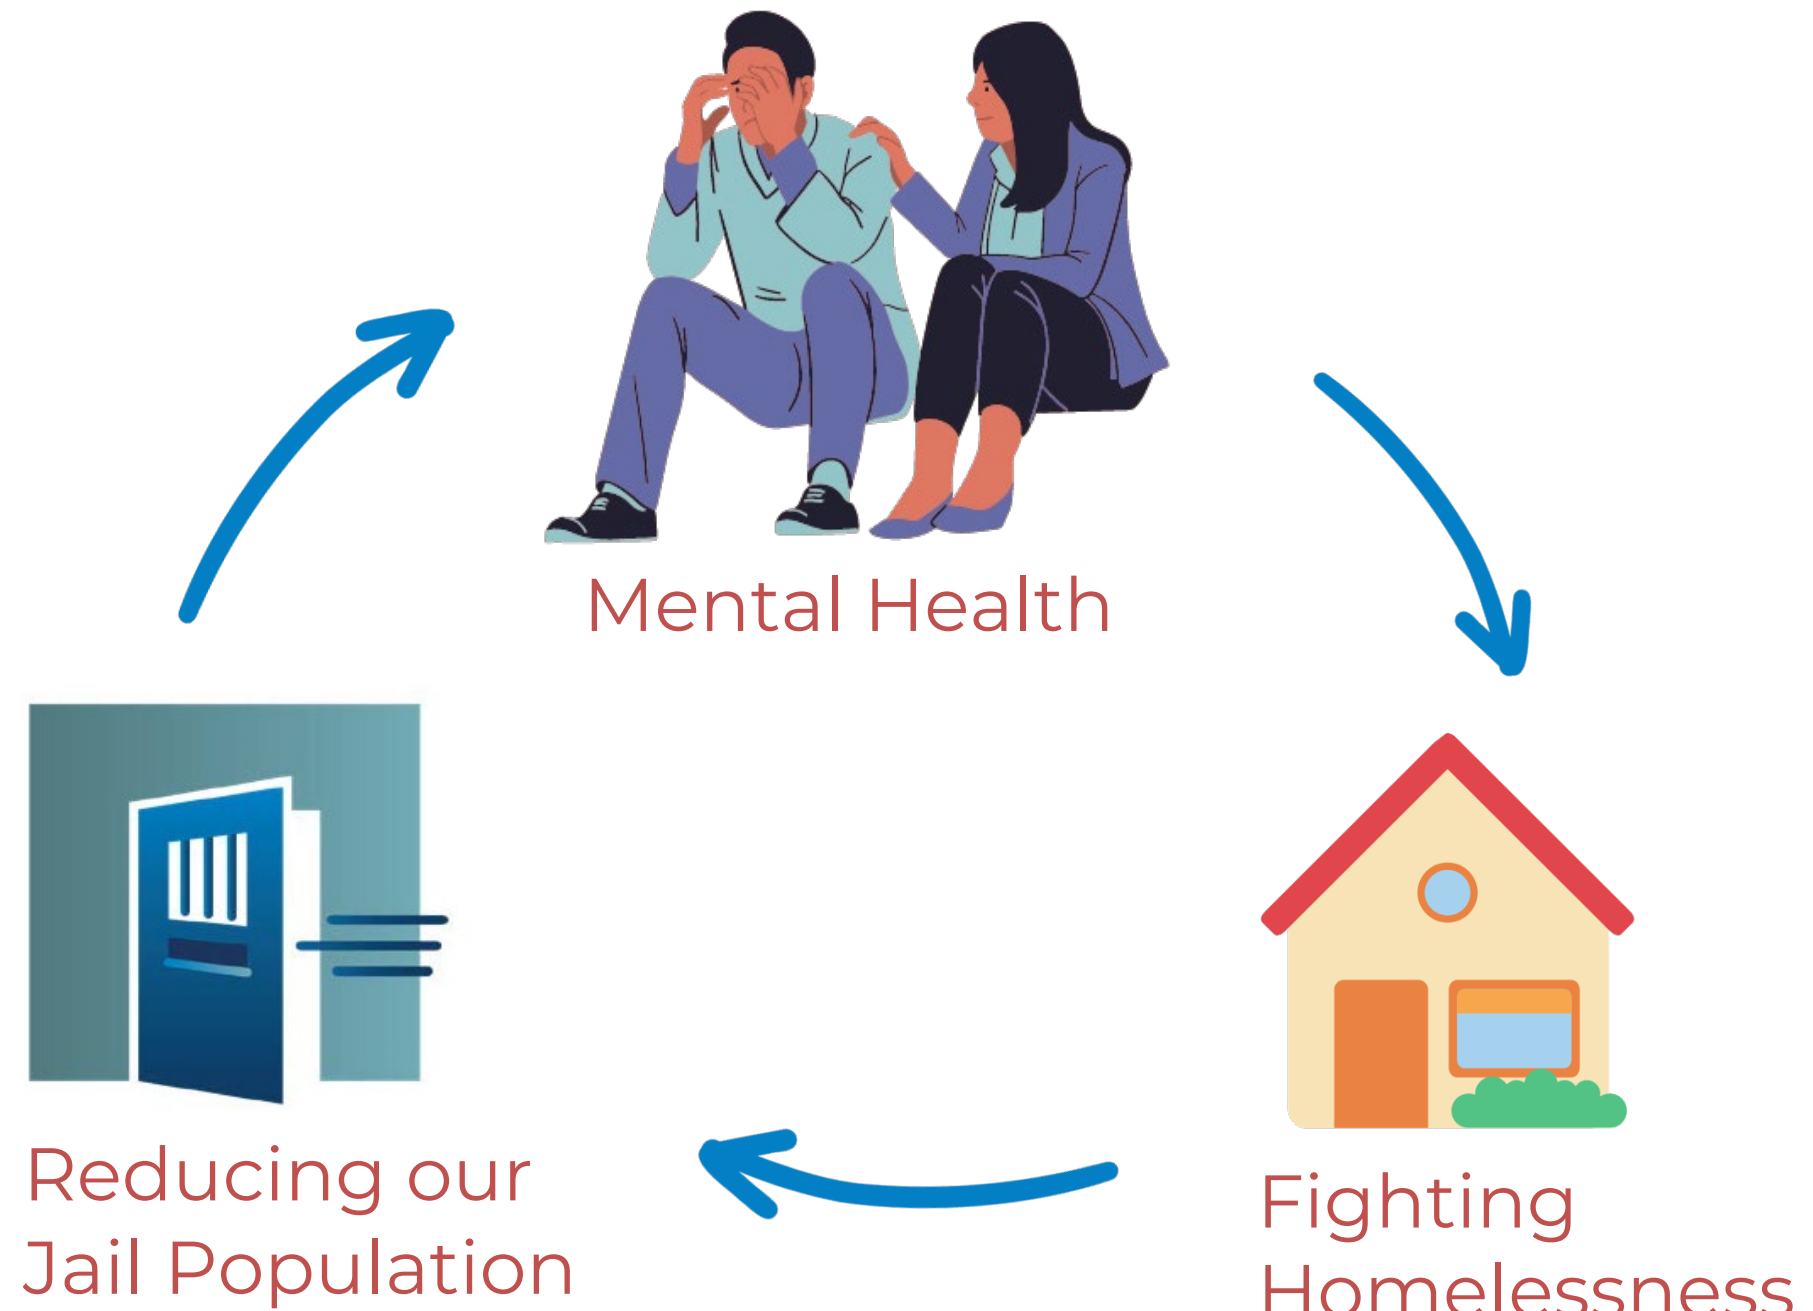 Mental Health
Reducing our
Jail Population
Fighting
Homelessness